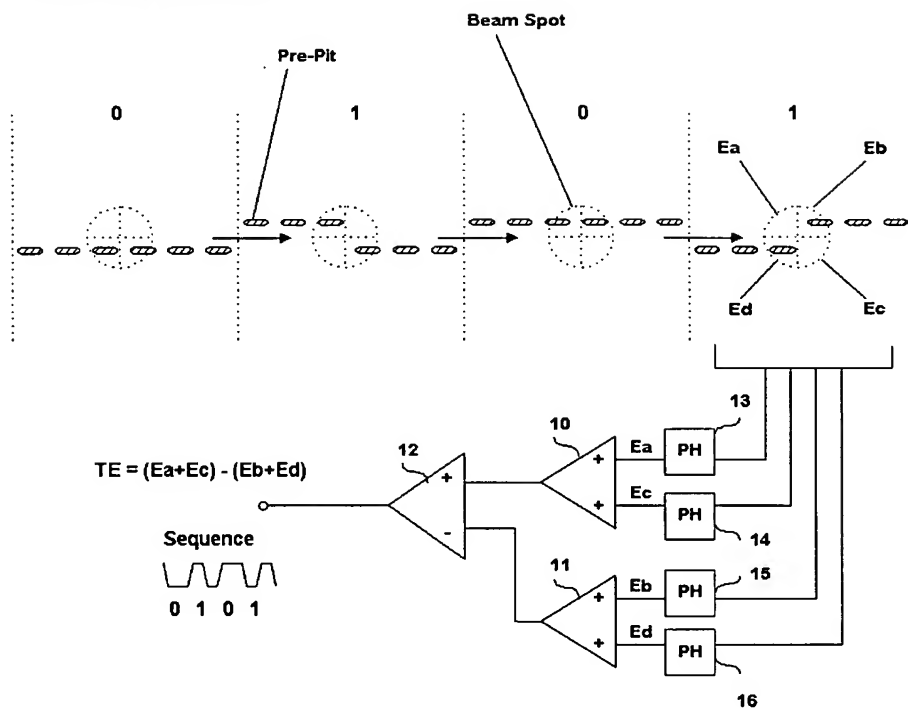 Beam Spot
Pre-Pit
0 1 0 1
Ea Eb
Ed Ec
13
10 Ea PH
12
TE = (Ea+Ec) - (Eb+Ed) + +
+ Ec PH
14
Sequence -
11 15
Eb PH
+
0 1 0 1
+ Ed PH
16